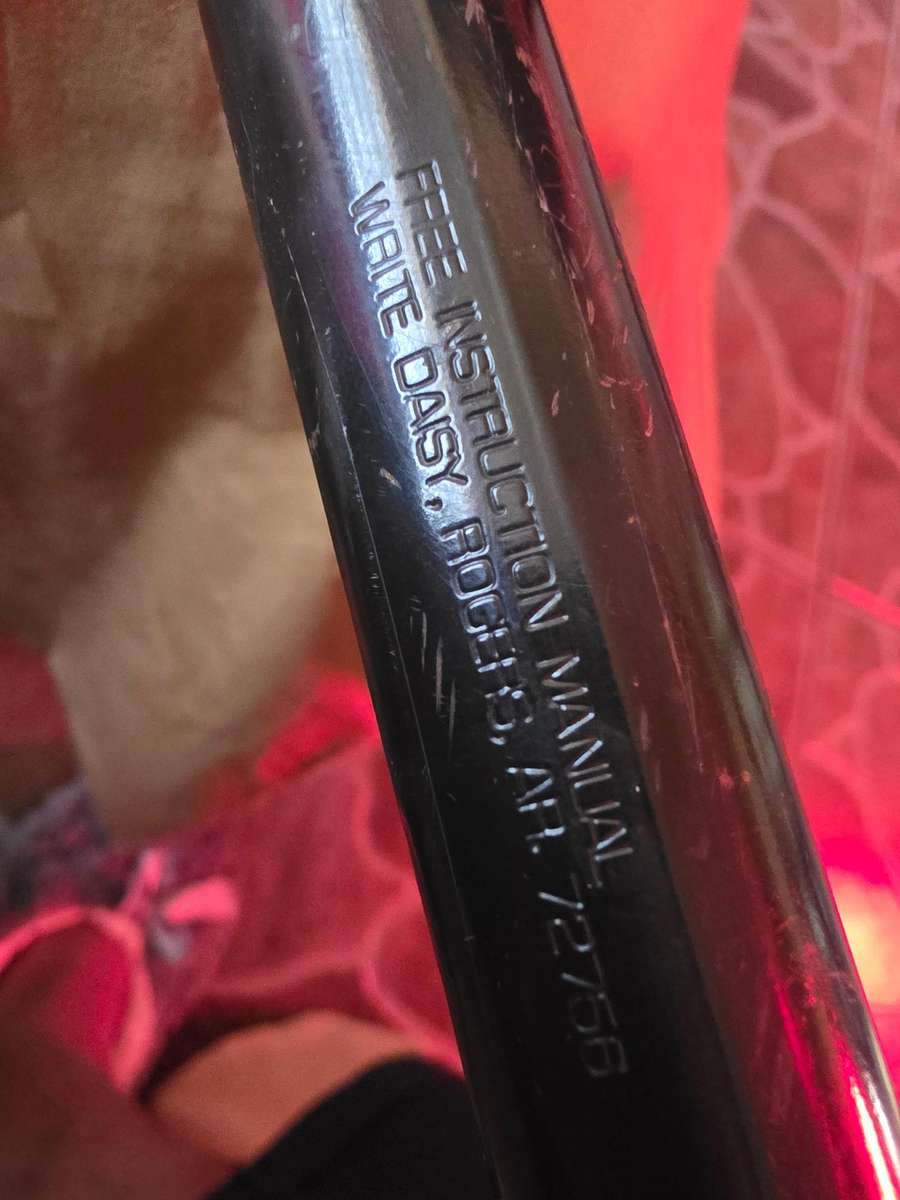 FREE INSTRUCTION MANUAL
WRITE DAISY, ROGERS, AR. 72756